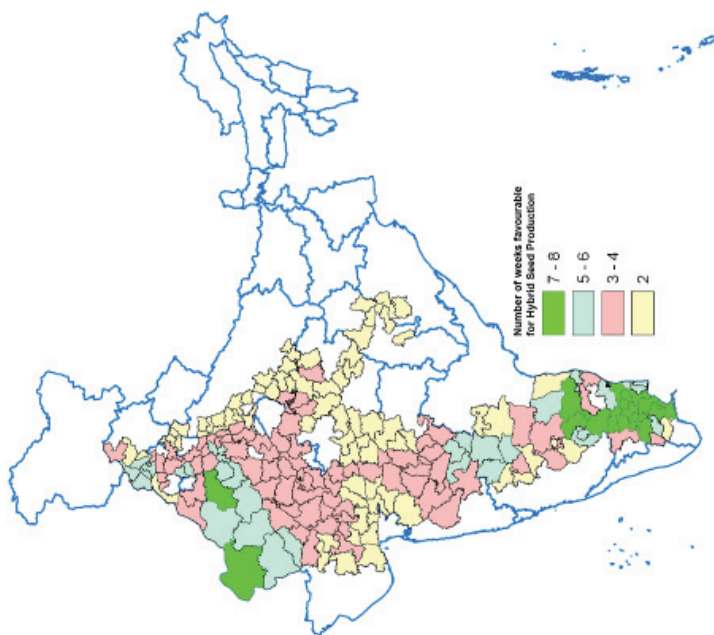 Number of weeks favourable
for Hybrid Seed Production
7 - 8
5 - 6
3 - 4
2